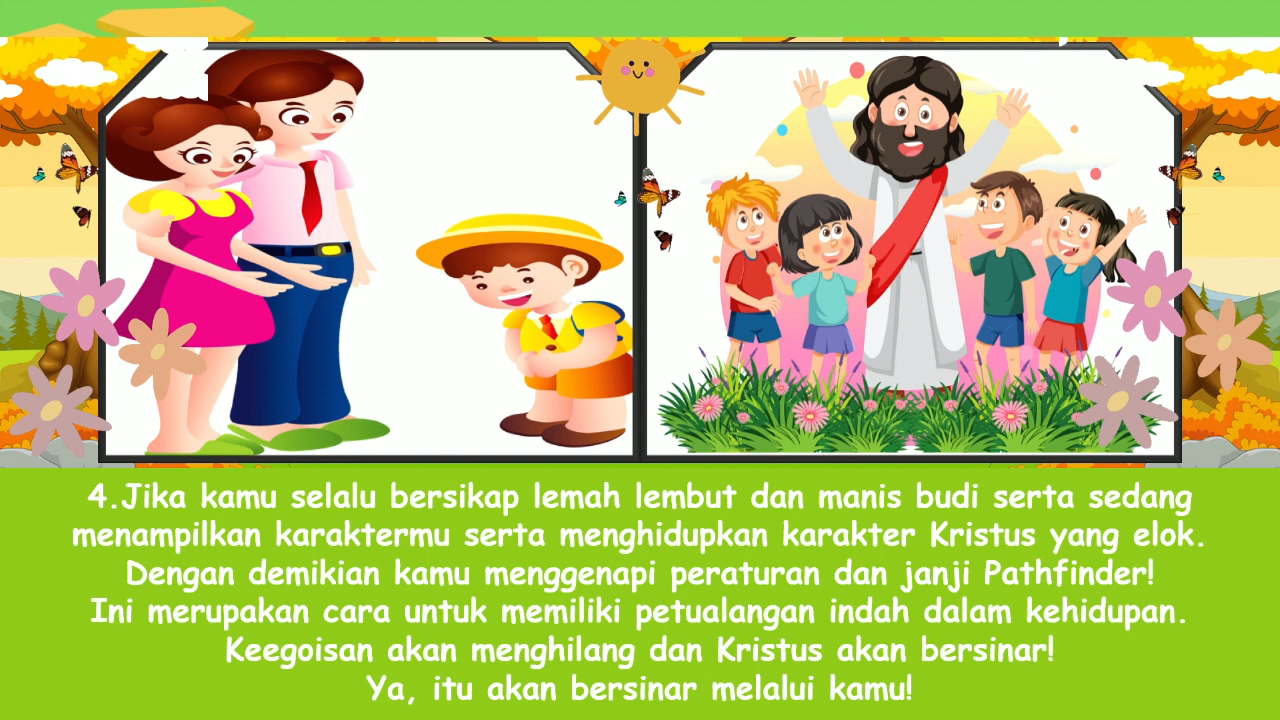 4.Jika kamu selalu bersikap lemah lembut dan manis budi serta sedang
menampilkan karaktermu serta menghidupkan karakter Kristus yang elok.
Dengan demikian kamu menggenapi peraturan dan janji Pathfinder!
Ini merupakan cara untuk memiliki petualangan indah dalam kehidupan.
Keegoisan akan menghilang dan Kristus akan bersinar!
Ya, itu akan bersinar melalui kamu!